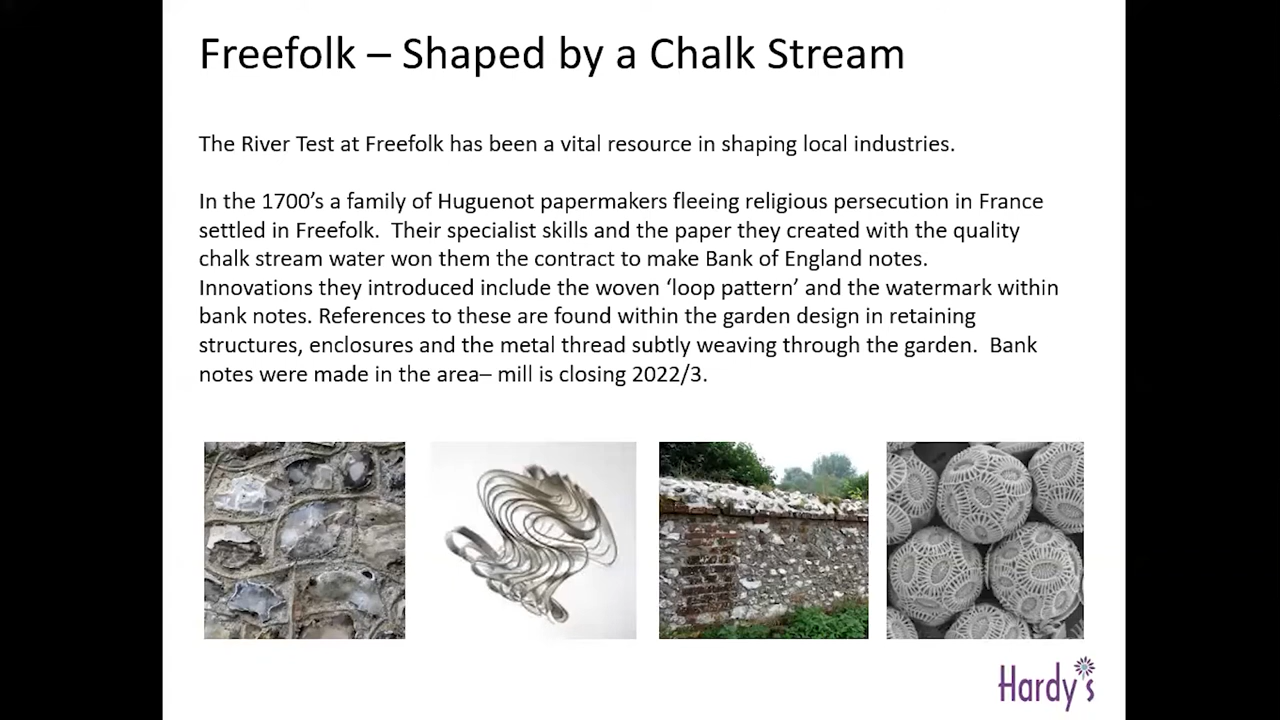 Freefolk – Shaped by a Chalk Stream
The River Test at Freefolk has been a vital resource in shaping local industries.
In the 1700’s a family of Huguenot papermakers fleeing religious persecution in France
settled in Freefolk.  Their specialist skills and the paper they created with the quality
chalk stream water won them the contract to make Bank of England notes.
Innovations they introduced include the woven ‘loop pattern’ and the watermark within
bank notes. References to these are found within the garden design in retaining
structures, enclosures and the metal thread subtly weaving through the garden.  Bank
notes were made in the area– mill is closing 2022/3.
Hardy's